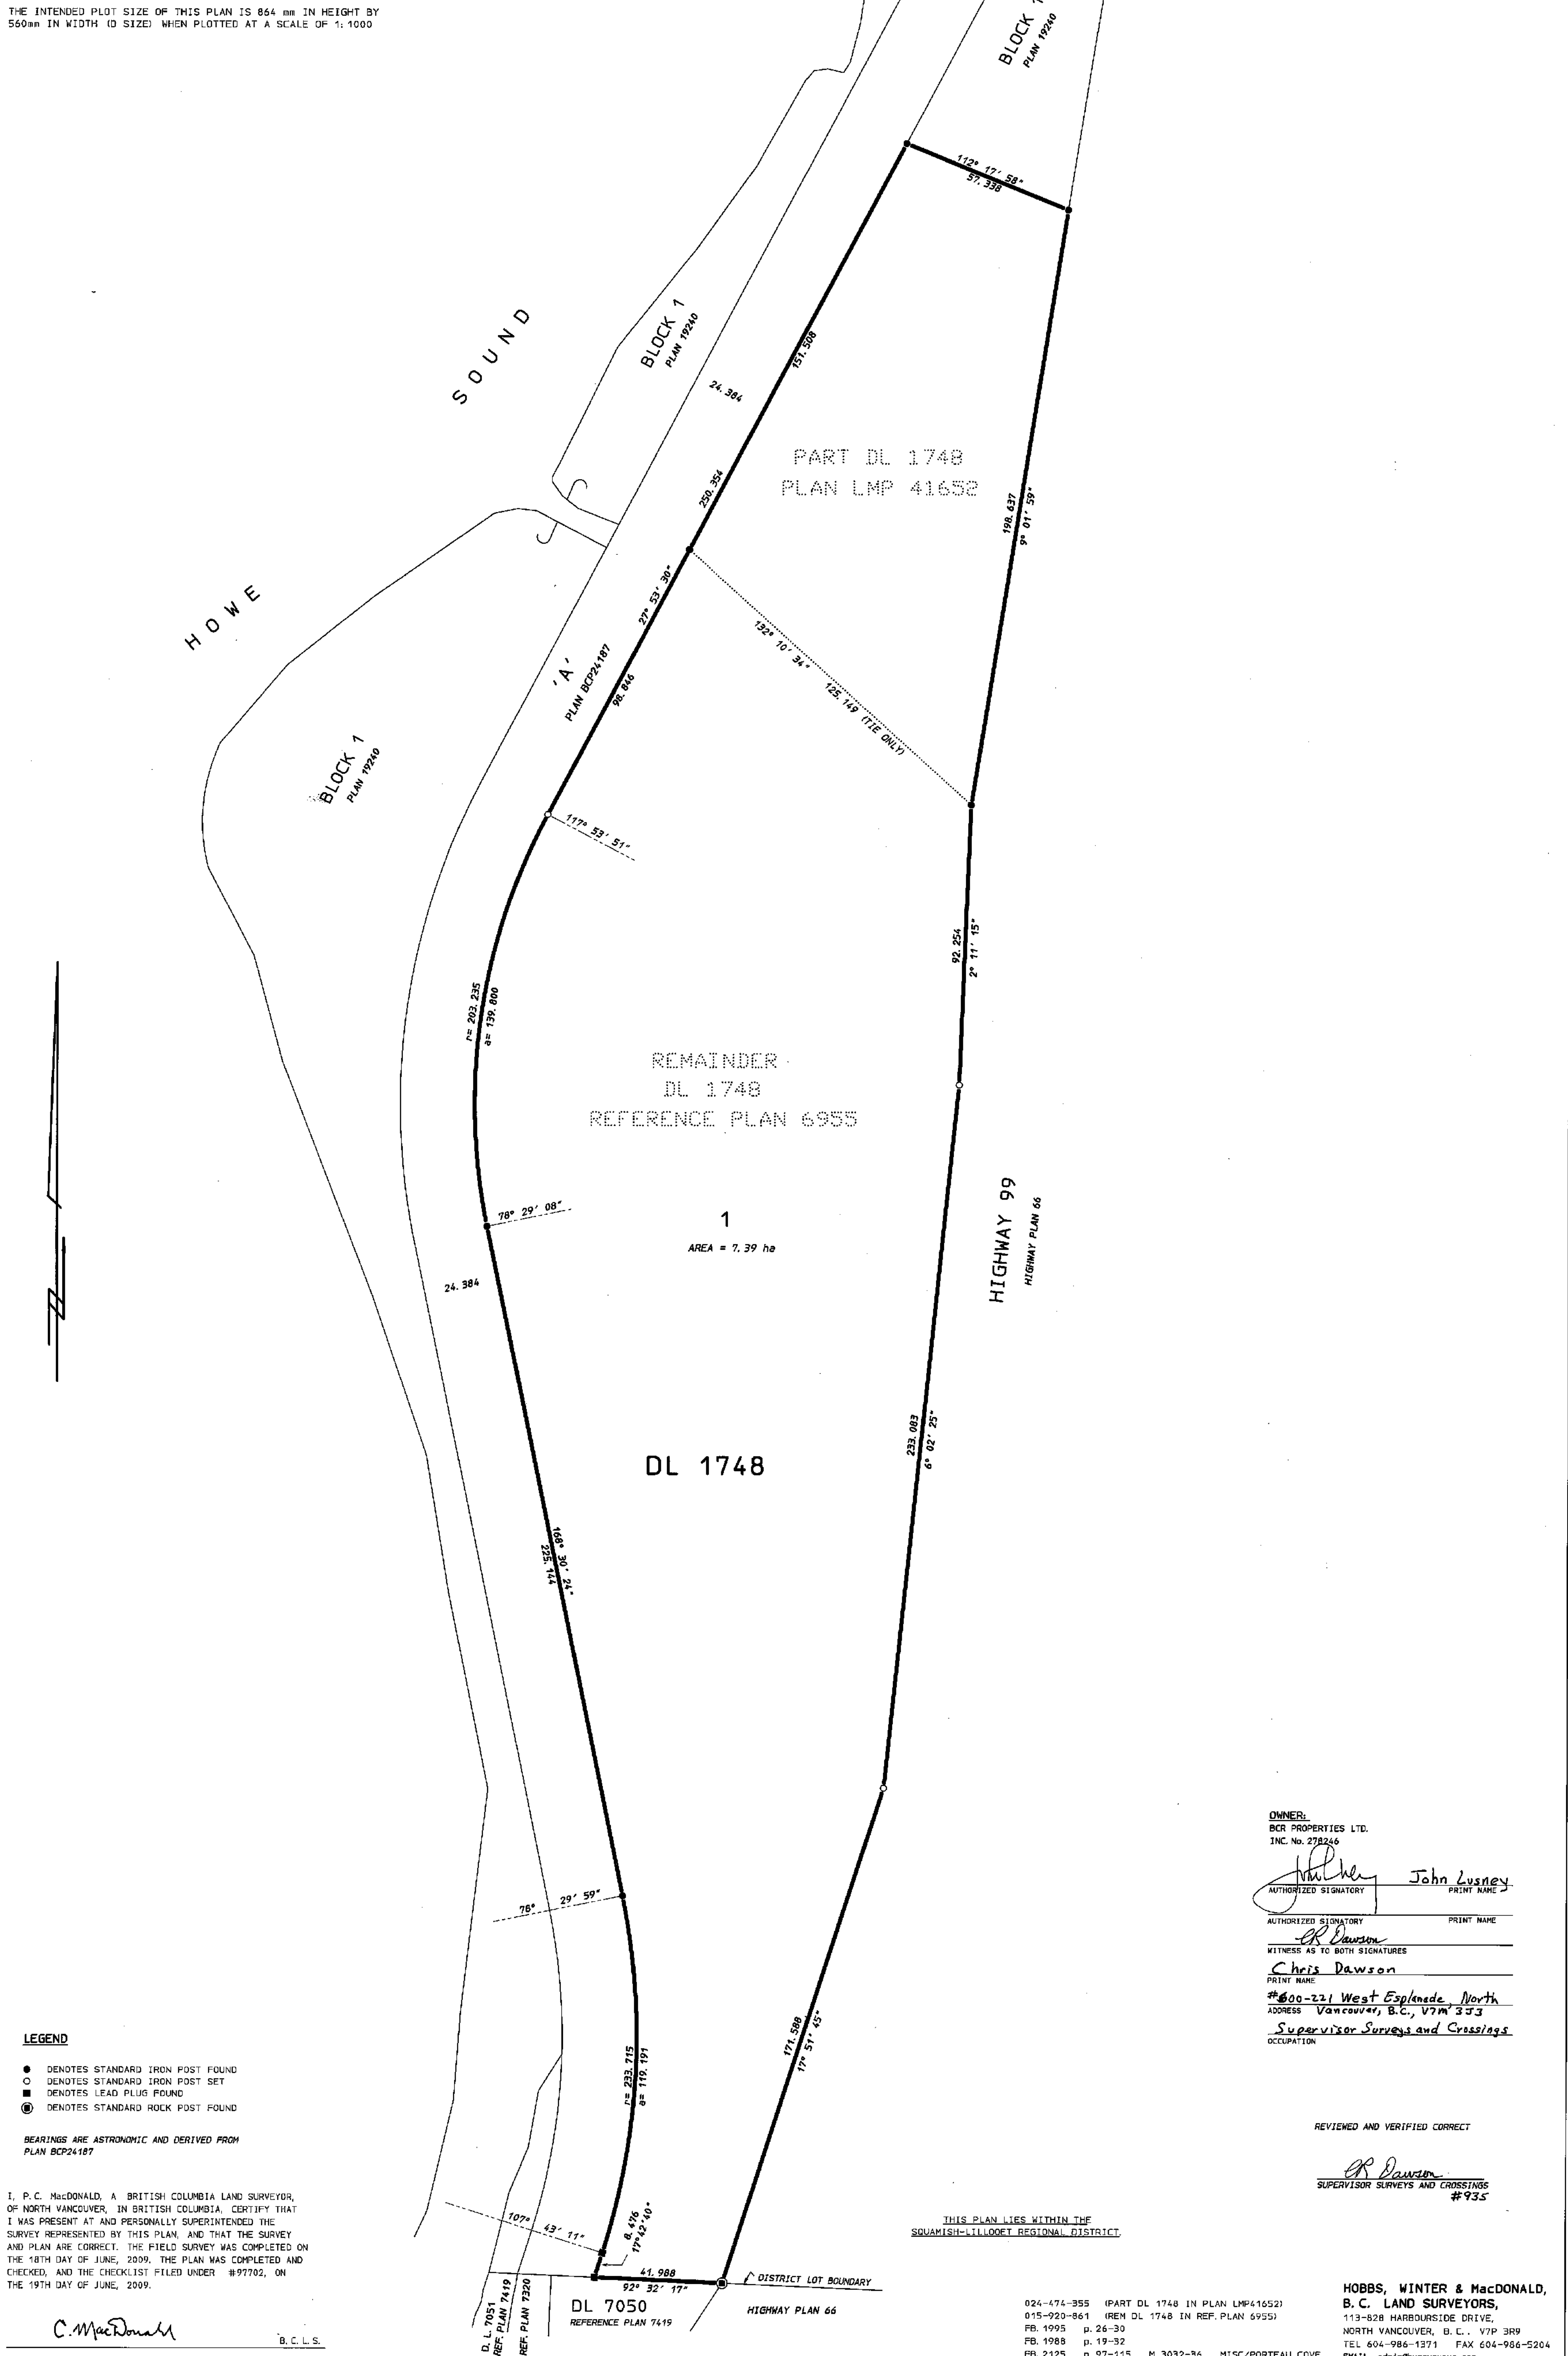 THE INTENDED PLOT SIZE OF THIS PLAN IS 864 mm IN HEIGHT BY
560mm IN WIDTH (D SIZE) WHEN PLOTTED AT A SCALE OF 1:1000
BLOCK 1
PLAN 19240
112° 17' 58"
57.338
SOUND
BLOCK 1
PLAN 19240
24.384
151.508
250.354
PART DL 1748
PLAN LMP 41652
198.637
9° 01' 59"
HOWE
27° 53' 30"
'A'
PLAN BCP24187
98.846
132° 10' 34"
125.149 (TIE ONLY)
BLOCK 1
PLAN 19240
117° 53' 51"
92.254
2° 11' 15"
r= 203.235
a= 139.800
REMAINDER
DL 1748
REFERENCE PLAN 6955
78° 29' 08"
1
AREA = 7.39 ha
24.384
HIGHWAY 99
HIGHWAY PLAN 66
233.083
6° 02' 25"
DL 1748
168° 30' 24"
225.144
78° 29' 59"
r= 233.715
a= 119.191
171.588
17° 51' 45"
107° 43' 11"
8.476
17°42'40"
41.988
92° 32' 17"
DISTRICT LOT BOUNDARY
DL 7050
REFERENCE PLAN 7419
HIGHWAY PLAN 66
D.L. 7051
REF. PLAN 7419
REF. PLAN 7320
LEGEND
DENOTES STANDARD IRON POST FOUND
DENOTES STANDARD IRON POST SET
DENOTES LEAD PLUG FOUND
DENOTES STANDARD ROCK POST FOUND
BEARINGS ARE ASTRONOMIC AND DERIVED FROM
PLAN BCP24187
I, P.C. MacDONALD, A BRITISH COLUMBIA LAND SURVEYOR,
OF NORTH VANCOUVER, IN BRITISH COLUMBIA, CERTIFY THAT
I WAS PRESENT AT AND PERSONALLY SUPERINTENDED THE
SURVEY REPRESENTED BY THIS PLAN, AND THAT THE SURVEY
AND PLAN ARE CORRECT. THE FIELD SURVEY WAS COMPLETED ON
THE 18TH DAY OF JUNE, 2009. THE PLAN WAS COMPLETED AND
CHECKED, AND THE CHECKLIST FILED UNDER #97702, ON
THE 19TH DAY OF JUNE, 2009.
C. MacDonald
B.C.L.S.
OWNER:
BCR PROPERTIES LTD.
INC. No. 278246
John Lusney
AUTHORIZED SIGNATORY PRINT NAME
AUTHORIZED SIGNATORY PRINT NAME
CR Dawson
WITNESS AS TO BOTH SIGNATURES
Chris Dawson
PRINT NAME
#600-221 West Esplanade, North
ADDRESS Vancouver, B.C., V7M 3J3
Supervisor Surveys and Crossings
OCCUPATION
REVIEWED AND VERIFIED CORRECT
CR Dawson
SUPERVISOR SURVEYS AND CROSSINGS
#935
THIS PLAN LIES WITHIN THE
SQUAMISH-LILLOOET REGIONAL DISTRICT.
024-474-355 (PART DL 1748 IN PLAN LMP41652)
015-920-861 (REM DL 1748 IN REF. PLAN 6955)
FB. 1995 p. 26-30
FB. 1988 p. 19-32
FB. 2125 p. 97-115 M 3032-36 MISC/PORTEAU COVE
HOBBS, WINTER & MacDONALD,
B. C. LAND SURVEYORS,
113-828 HARBOURSIDE DRIVE,
NORTH VANCOUVER, B.C., V7P 3R9
TEL 604-986-1371 FAX 604-986-5204